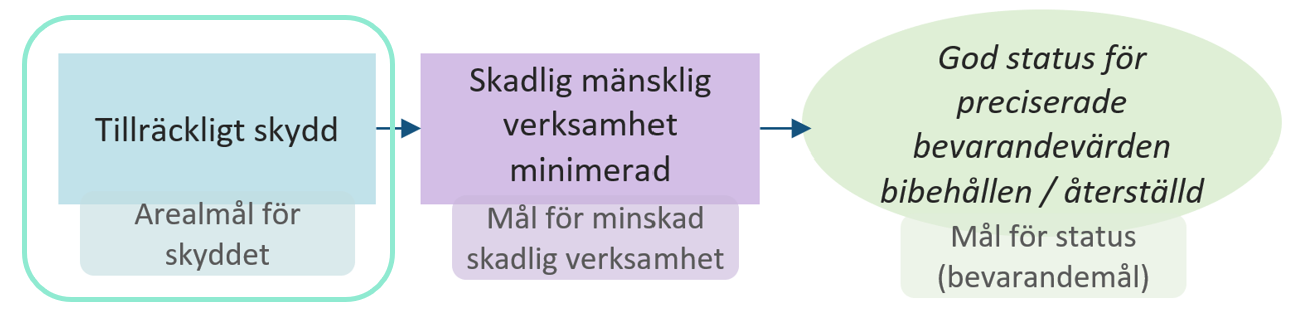 Tillräckligt skydd
Arealmål för
skyddet
Skadlig mänsklig
verksamhet
minimerad
Mål för minskad
skadlig verksamhet
God status för
preciserade
bevarandevärden
bibehållen / återställd
Mål för status
(bevarandemål)